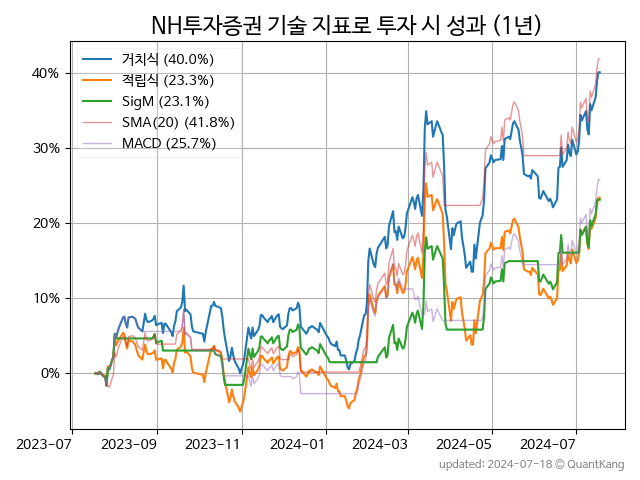 NH투자증권 기술 지표로 투자 시 성과 (1년)
거치식 (40.0%)
적립식 (23.3%)
SigM (23.1%)
SMA(20) (41.8%)
MACD (25.7%)
40%
30%
20%
10%
0%
2023-07 2023-09 2023-11 2024-01 2024-03 2024-05 2024-07
updated: 2024-07-18 © QuantKang